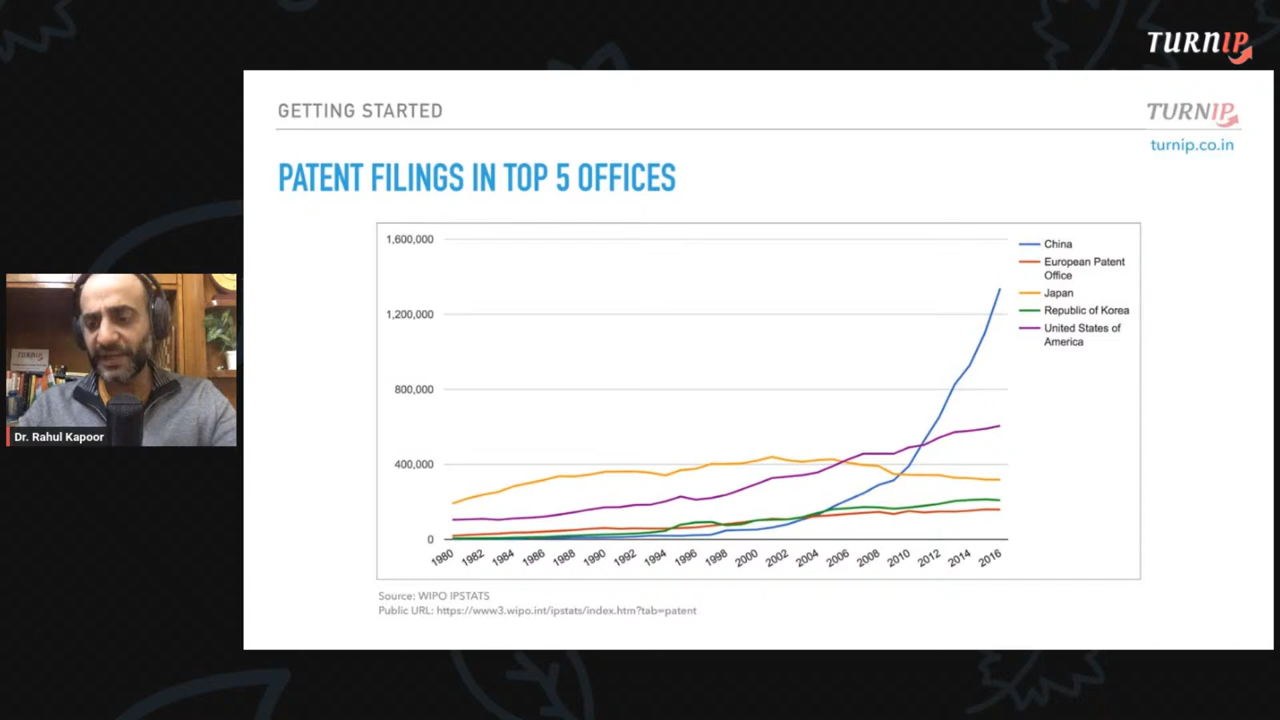 TURNIP
GETTING STARTED
TURNIP
turnip.co.in
PATENT FILINGS IN TOP 5 OFFICES
1,600,000
1,200,000
800,000
400,000
0
1980
1982
1984
1986
1988
1990
1992
1994
1996
1998
2000
2002
2004
2006
2008
2010
2012
2014
2016
China
European Patent
Office
Japan
Republic of Korea
United States of
America
Source: WIPO IPSTATS
Public URL: https://www3.wipo.int/ipstats/index.htm?tab=patent
TURNIP
Dr. Rahul Kapoor